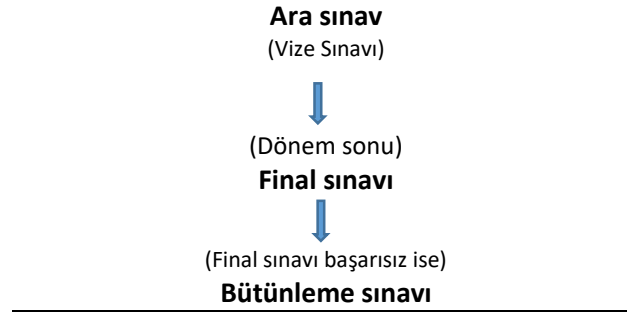 Ara sınav
(Vize Sınavı)
(Dönem sonu)
Final sınavı
(Final sınavı başarısız ise)
Bütünleme sınavı